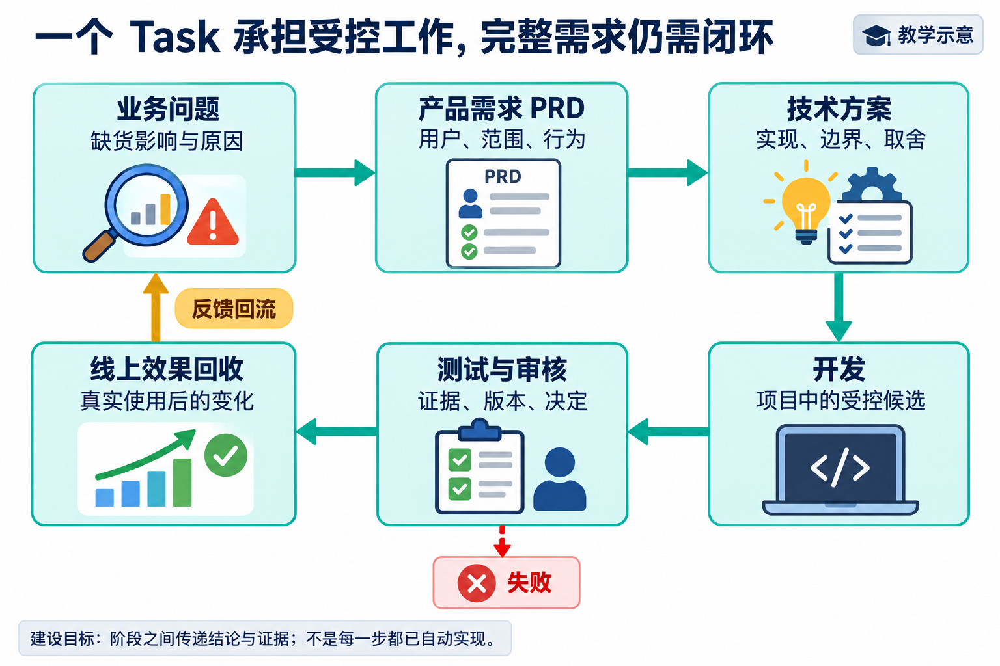 一个 Task 承担受控工作，完整需求仍需闭环
教学示意
业务问题
缺货影响与原因
产品需求 PRD
用户、范围、行为
PRD
技术方案
实现、边界、取舍
反馈回流
线上效果回收
真实使用后的变化
测试与审核
证据、版本、决定
开发
项目中的受控候选
</>
失败
建设目标：阶段之间传递结论与证据；不是每一步都已自动实现。